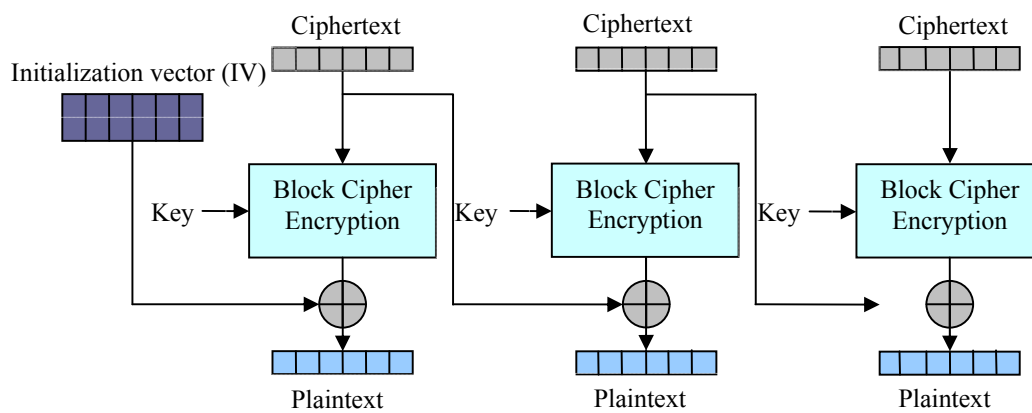 Ciphertext
Ciphertext
Ciphertext
Initialization vector (IV)
Block Cipher
Encryption
Block Cipher
Encryption
Block Cipher
Encryption
Key
Key
Key
Plaintext
Plaintext
Plaintext